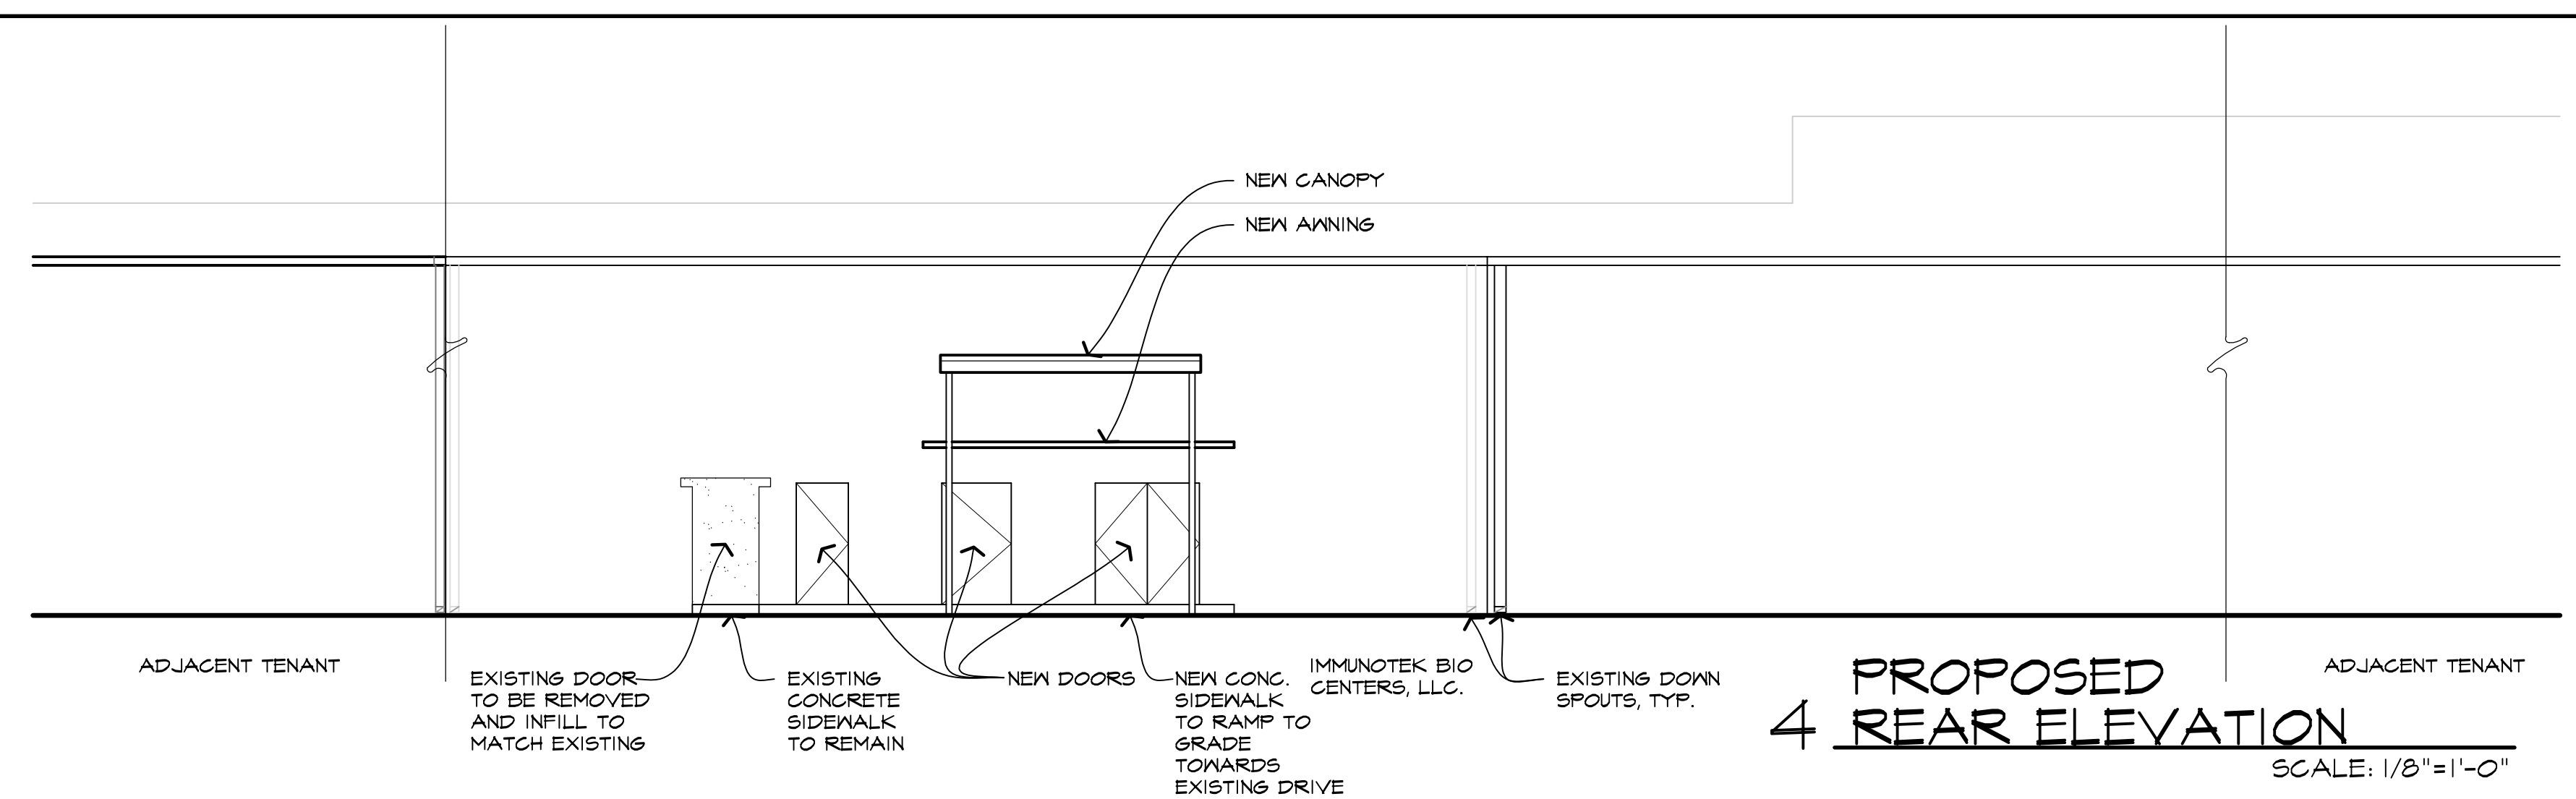 NEW CANOPY
NEW AWNING
ADJACENT TENANT
EXISTING DOOR
TO BE REMOVED
AND INFILL TO
MATCH EXISTING
EXISTING
CONCRETE
SIDEWALK
TO REMAIN
NEW DOORS
NEW CONC.
SIDEWALK
TO RAMP TO
GRADE
TOWARDS
EXISTING DRIVE
IMMUNOTEK BIO
CENTERS, LLC.
EXISTING DOWN
SPOUTS, TYP.
4
PROPOSED
REAR ELEVATION
SCALE: 1/8"=1'-0"
ADJACENT TENANT